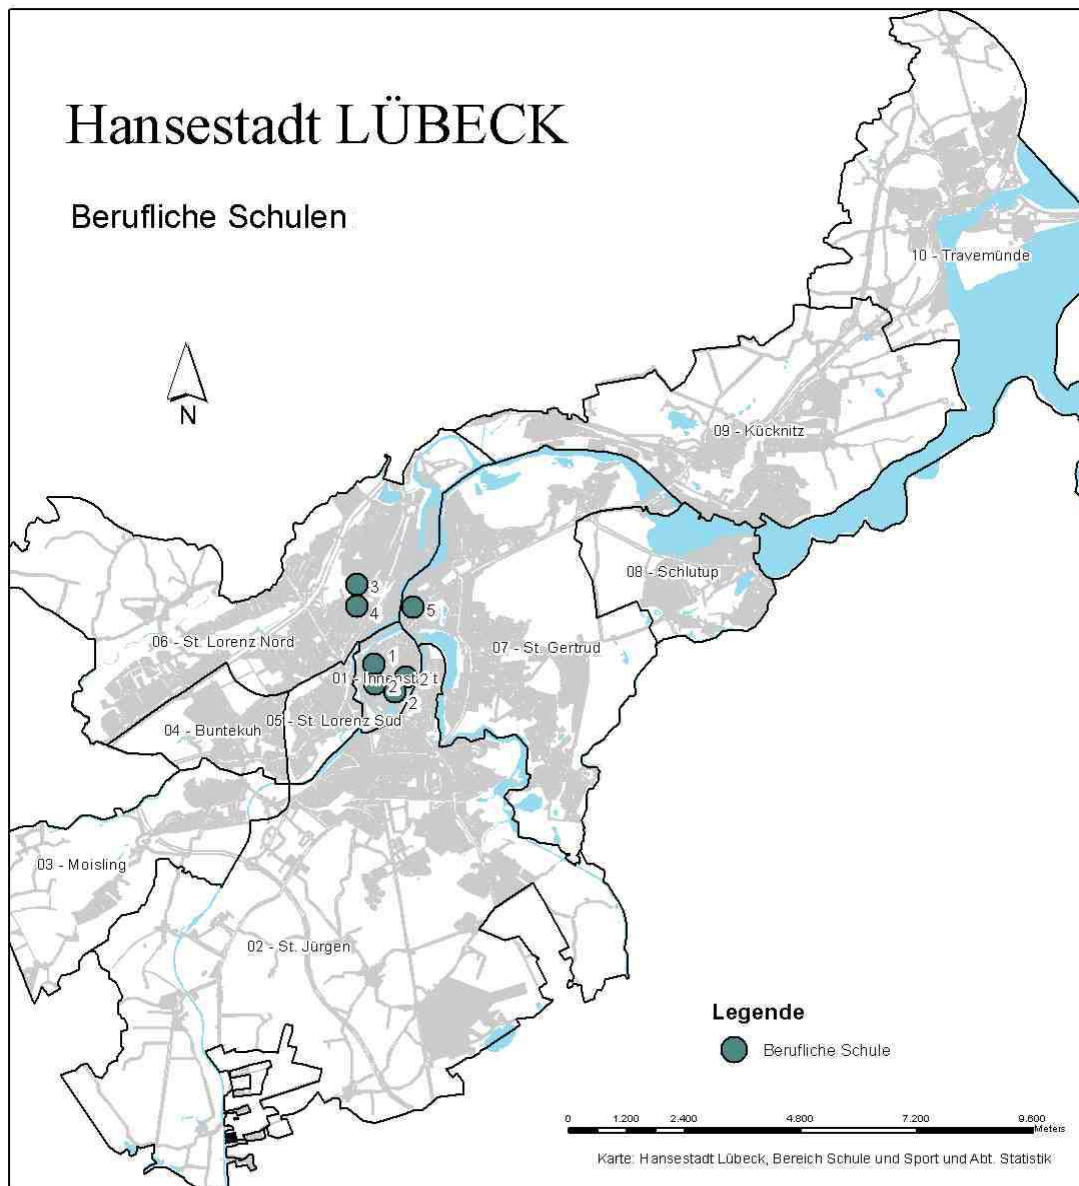 Hansestadt LÜBECK
Berufliche Schulen
10 - Travemünde
N
09 - Kücknitz
08 - Schlutup
3
4
5
06 - St. Lorenz Nord
07 - St. Gertrud
1
2
2
2
05 - St. Lorenz Süd
04 - Buntekuh
03 - Moisling
02 - St. Jürgen
Legende
Berufliche Schule
0 1.200 2.400 4.800 7.200 9.600
Meters
Karte: Hansestadt Lübeck, Bereich Schule und Sport und Abt. Statistik